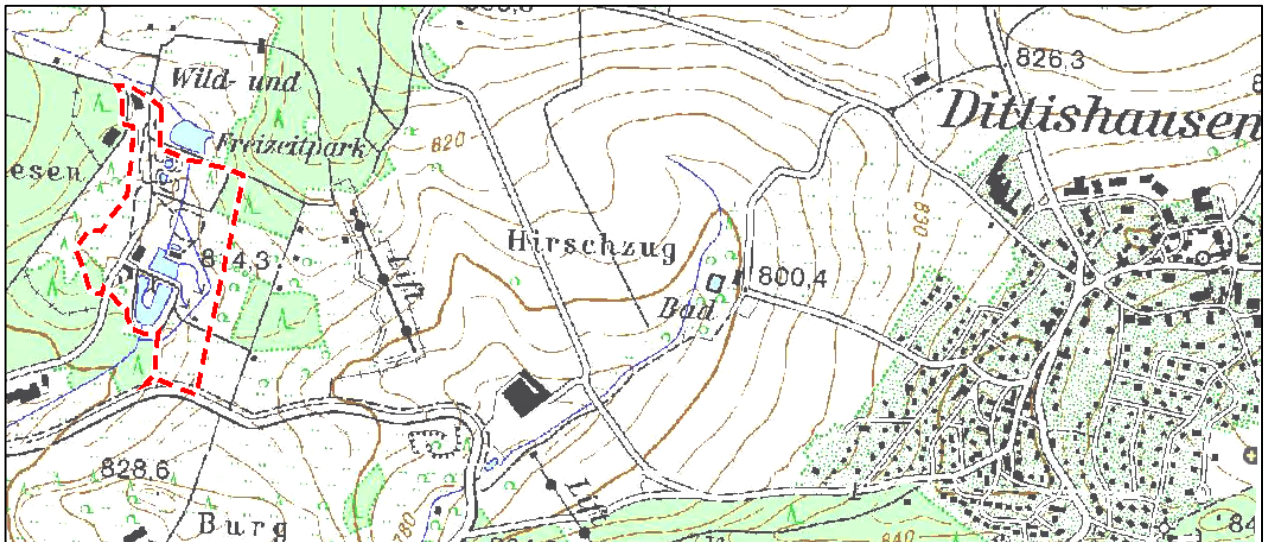 826,3
Wild- und
Dittishausen
Freizeitpark
820
esen
830
Hirschzug
814,3
Lift
800,4
Bad
828,6
Lift
Burg
780
840